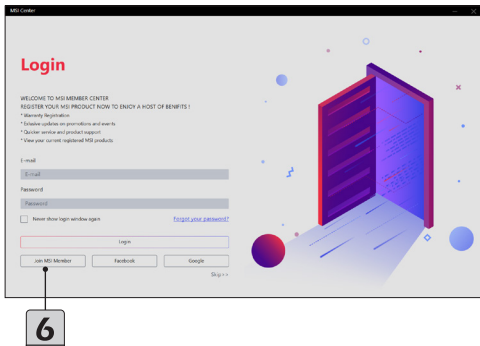 MSI Center
Login
WELCOME TO MSI MEMBER CENTER
REGISTER YOUR MSI PRODUCT NOW TO ENJOY A HOST OF BENIFITS !
* Warranty Registration
* Exlusive updates on promotions and events
* Quicker service and product support
* View your current registered MSI products
E-mail
E-mail
Password
Password
Never show login window again
Forgot your password?
Login
Join MSI Member
Facebook
Google
Skip>>
6